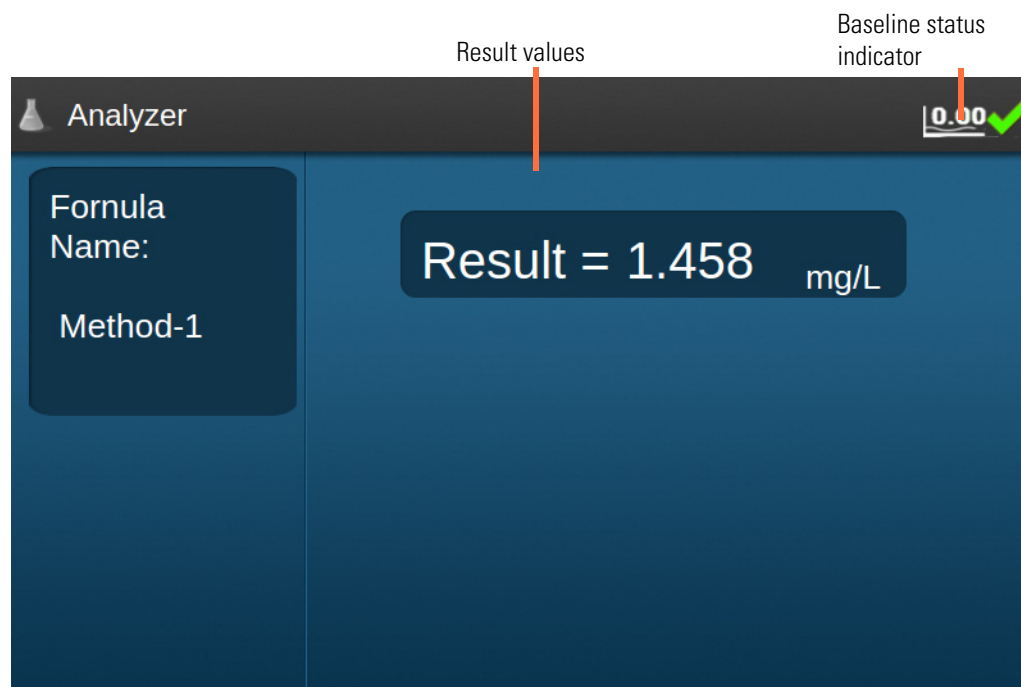 Baseline status
indicator
Result values
Analyzer
0.00
Fornula
Name:
Method-1
Result = 1.458 mg/L